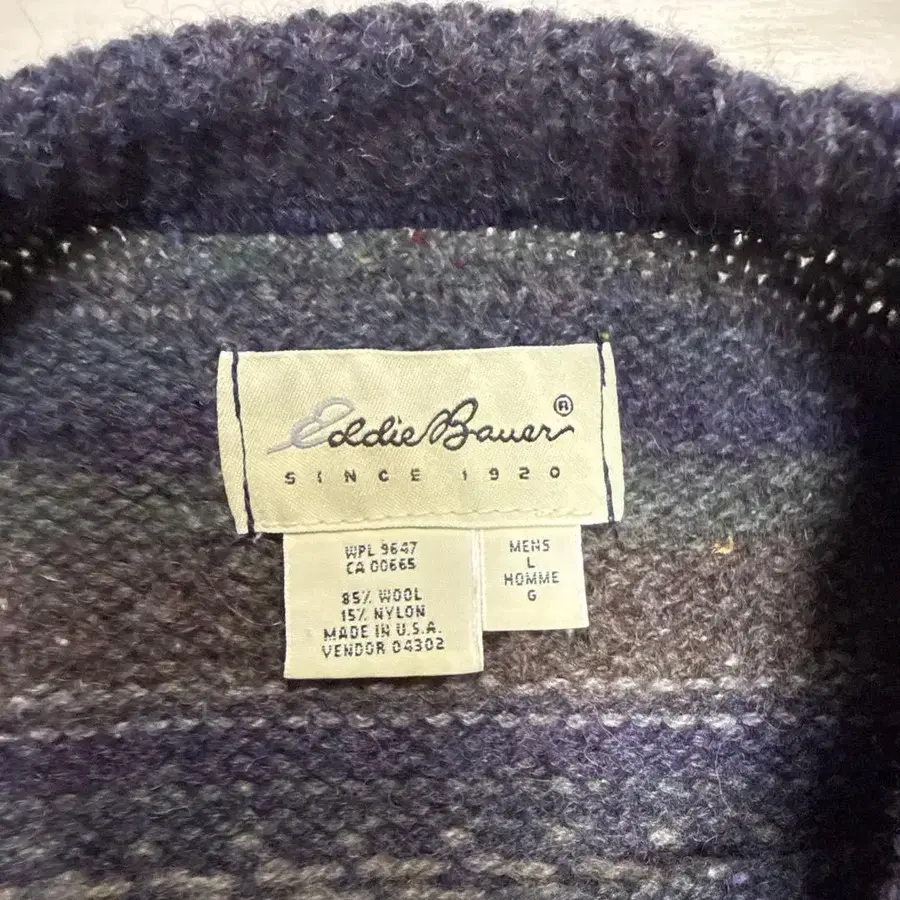 Eddie Bauer ®
SINCE 1920
WPL 9647
CA 00665
85% WOOL
15% NYLON
MADE IN U.S.A.
VENDOR 04302
MENS
L
HOMME
G